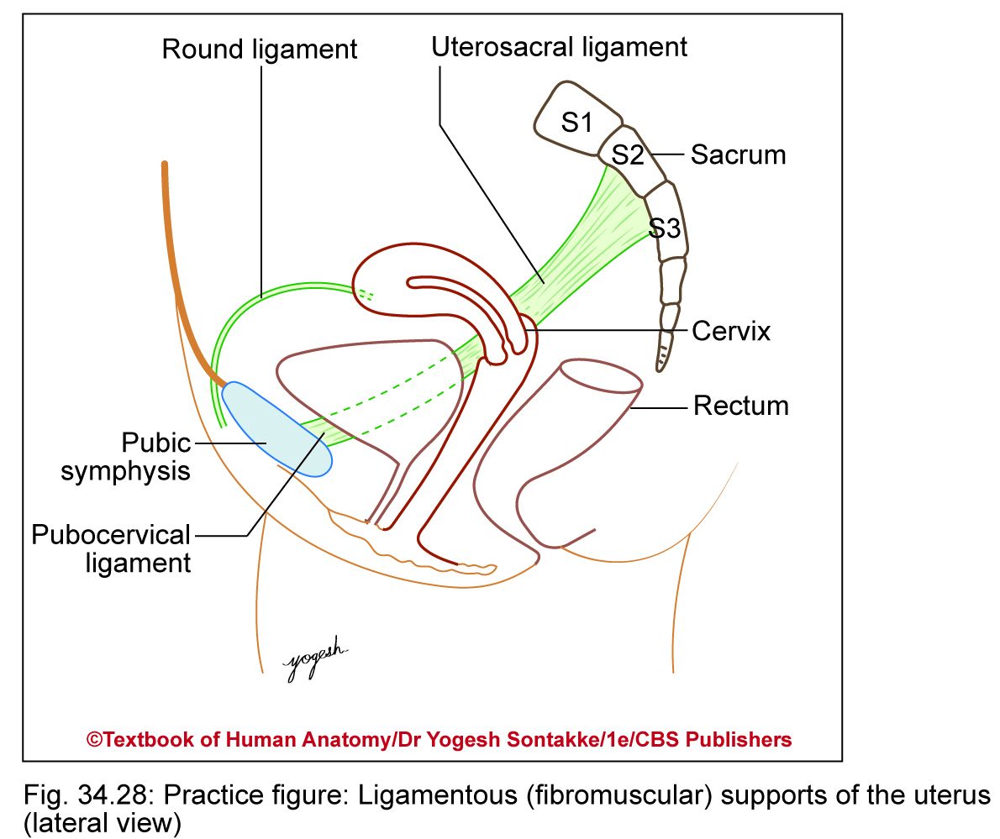 Round ligament
Uterosacral ligament
S1
S2
Sacrum
S3
Cervix
Rectum
Pubic
symphysis
Pubocervical
ligament
yogesh
©Textbook of Human Anatomy/Dr Yogesh Sontakke/1e/CBS Publishers
Fig. 34.28: Practice figure: Ligamentous (fibromuscular) supports of the uterus
(lateral view)